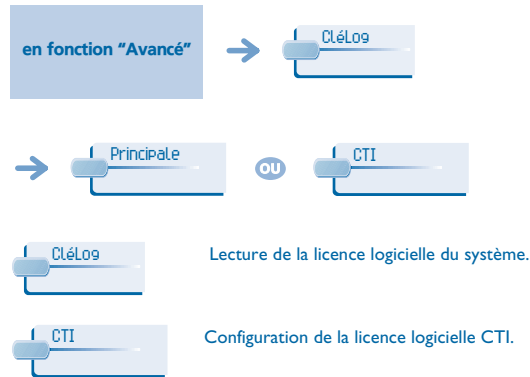 en fonction “Avancé”
CléLog
Principale
OU
CTI
CléLog
Lecture de la licence logicielle du système.
CTI
Configuration de la licence logicielle CTI.